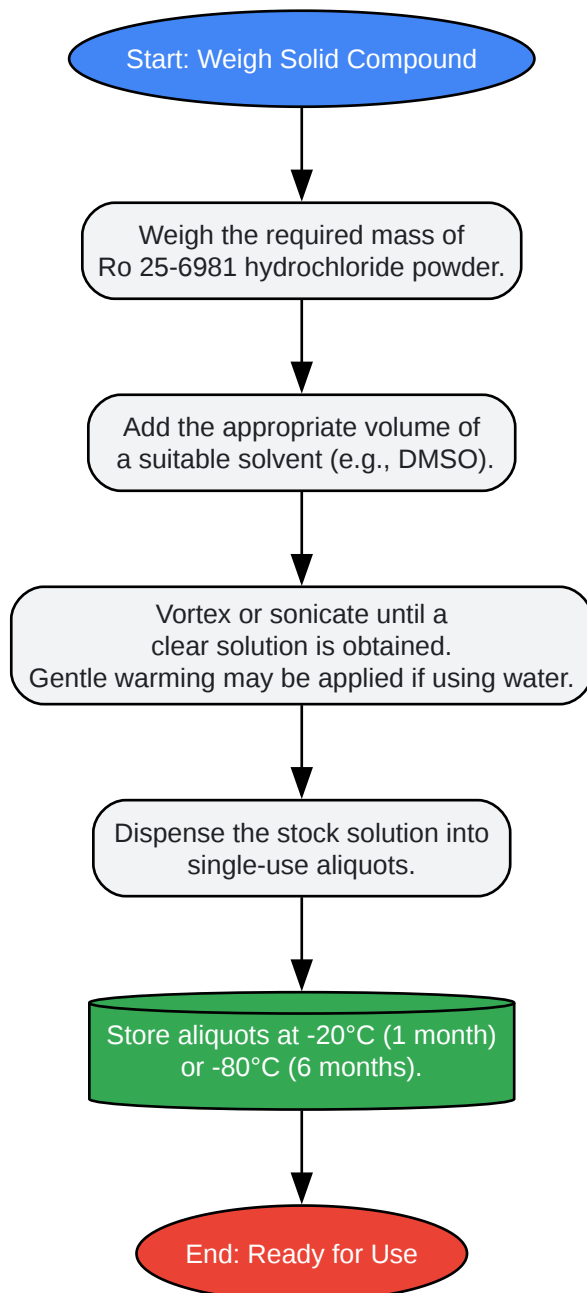 Start: Weigh Solid Compound
Weigh the required mass of
Ro 25-6981 hydrochloride powder.
Add the appropriate volume of
a suitable solvent (e.g., DMSO).
Vortex or sonicate until a
clear solution is obtained.
Gentle warming may be applied if using water.
Dispense the stock solution into
single-use aliquots.
Store aliquots at -20°C (1 month)
or -80°C (6 months).
End: Ready for Use